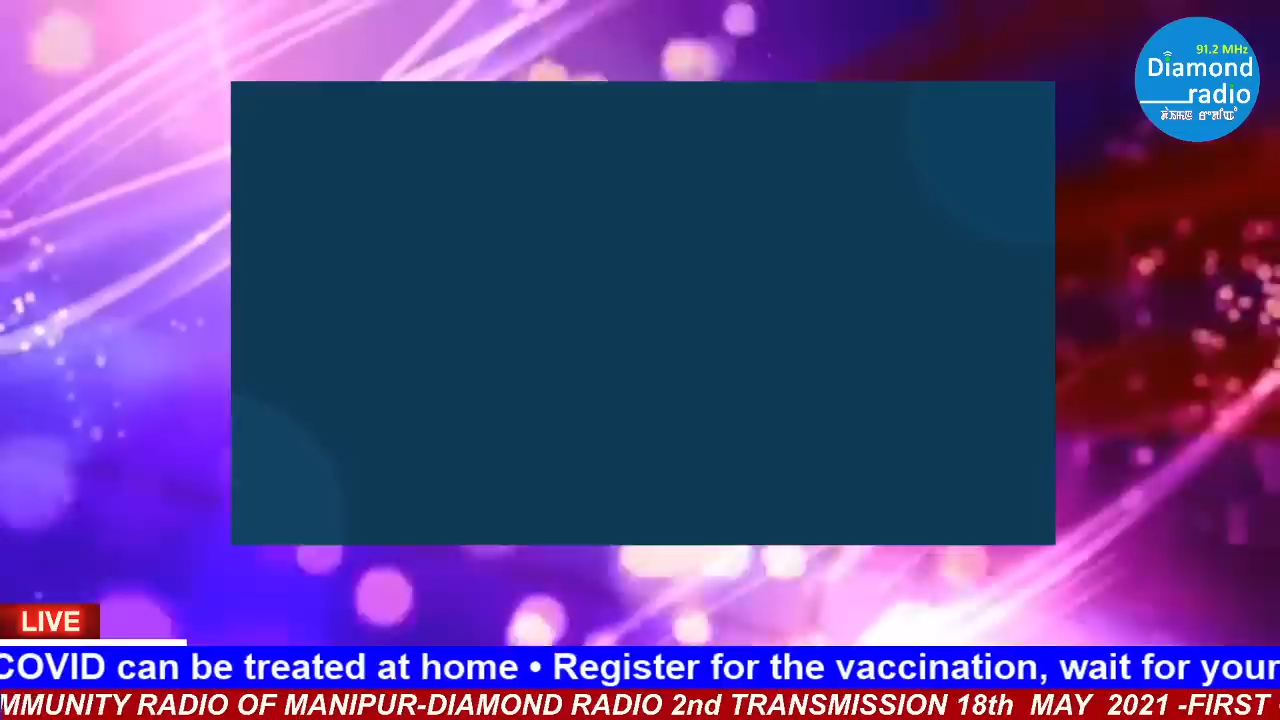 91.2 MHz
Diamond
radio
LIVE
COVID can be treated at home • Register for the vaccination, wait for your
MMUNITY RADIO OF MANIPUR-DIAMOND RADIO 2nd TRANSMISSION 18th MAY 2021 -FIRST